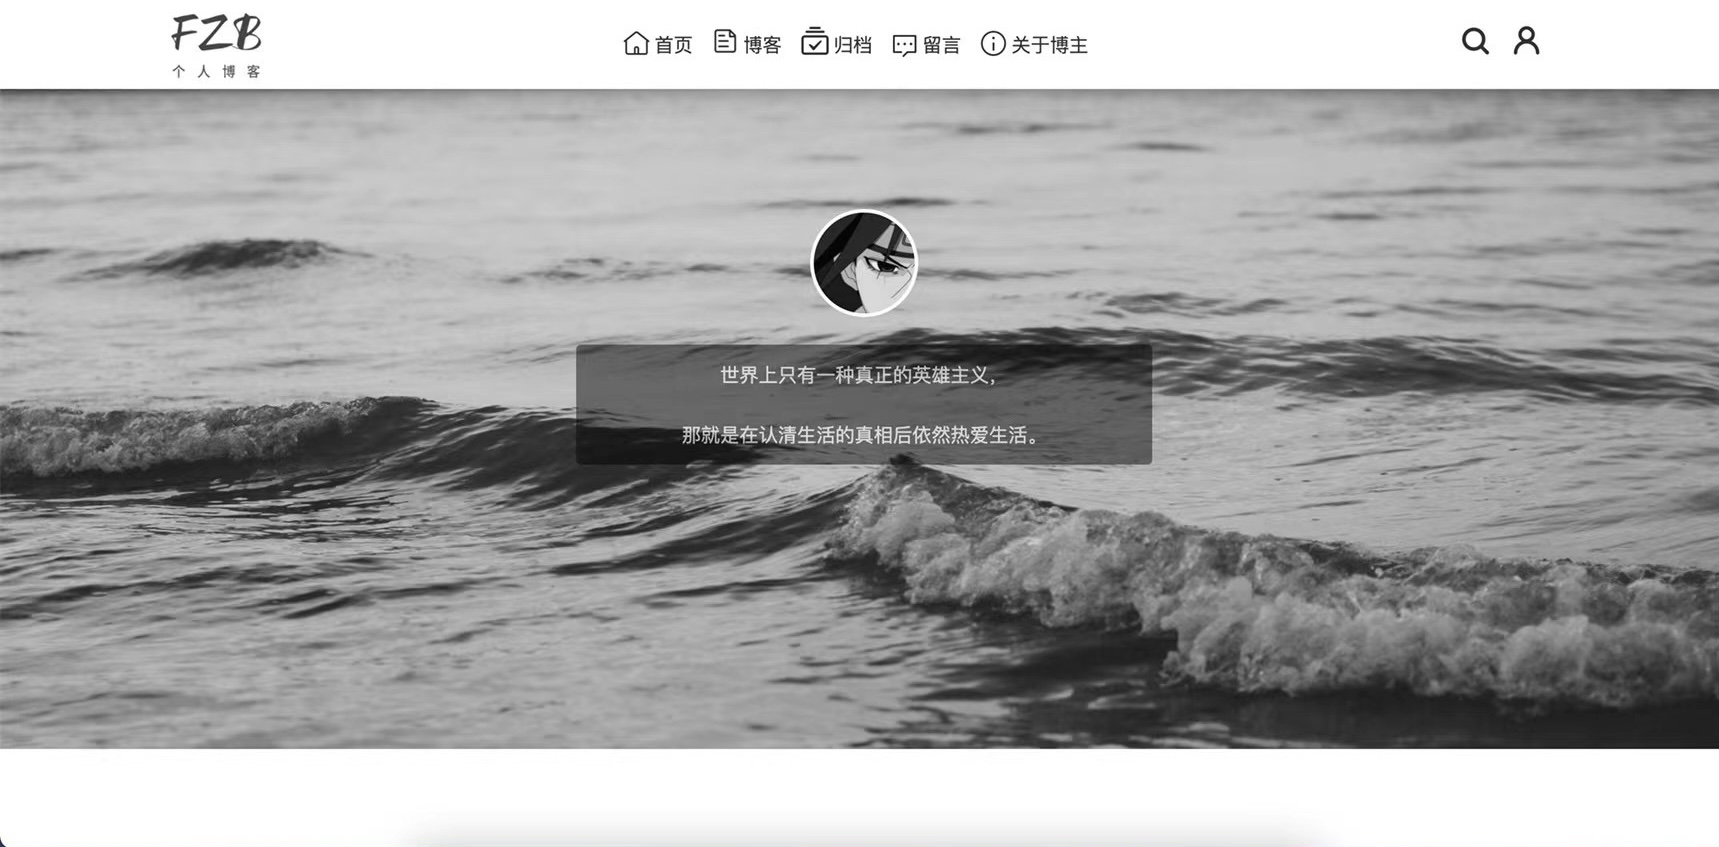 FZB
个人博客
首页 博客 归档 留言 关于博主
世界上只有一种真正的英雄主义,
那就是在认清生活的真相后依然热爱生活。